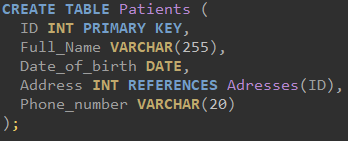 CREATE TABLE Patients (
ID INT PRIMARY KEY,
Full_Name VARCHAR(255),
Date_of_birth DATE,
Address INT REFERENCES Adresses(ID),
Phone_number VARCHAR(20)
);